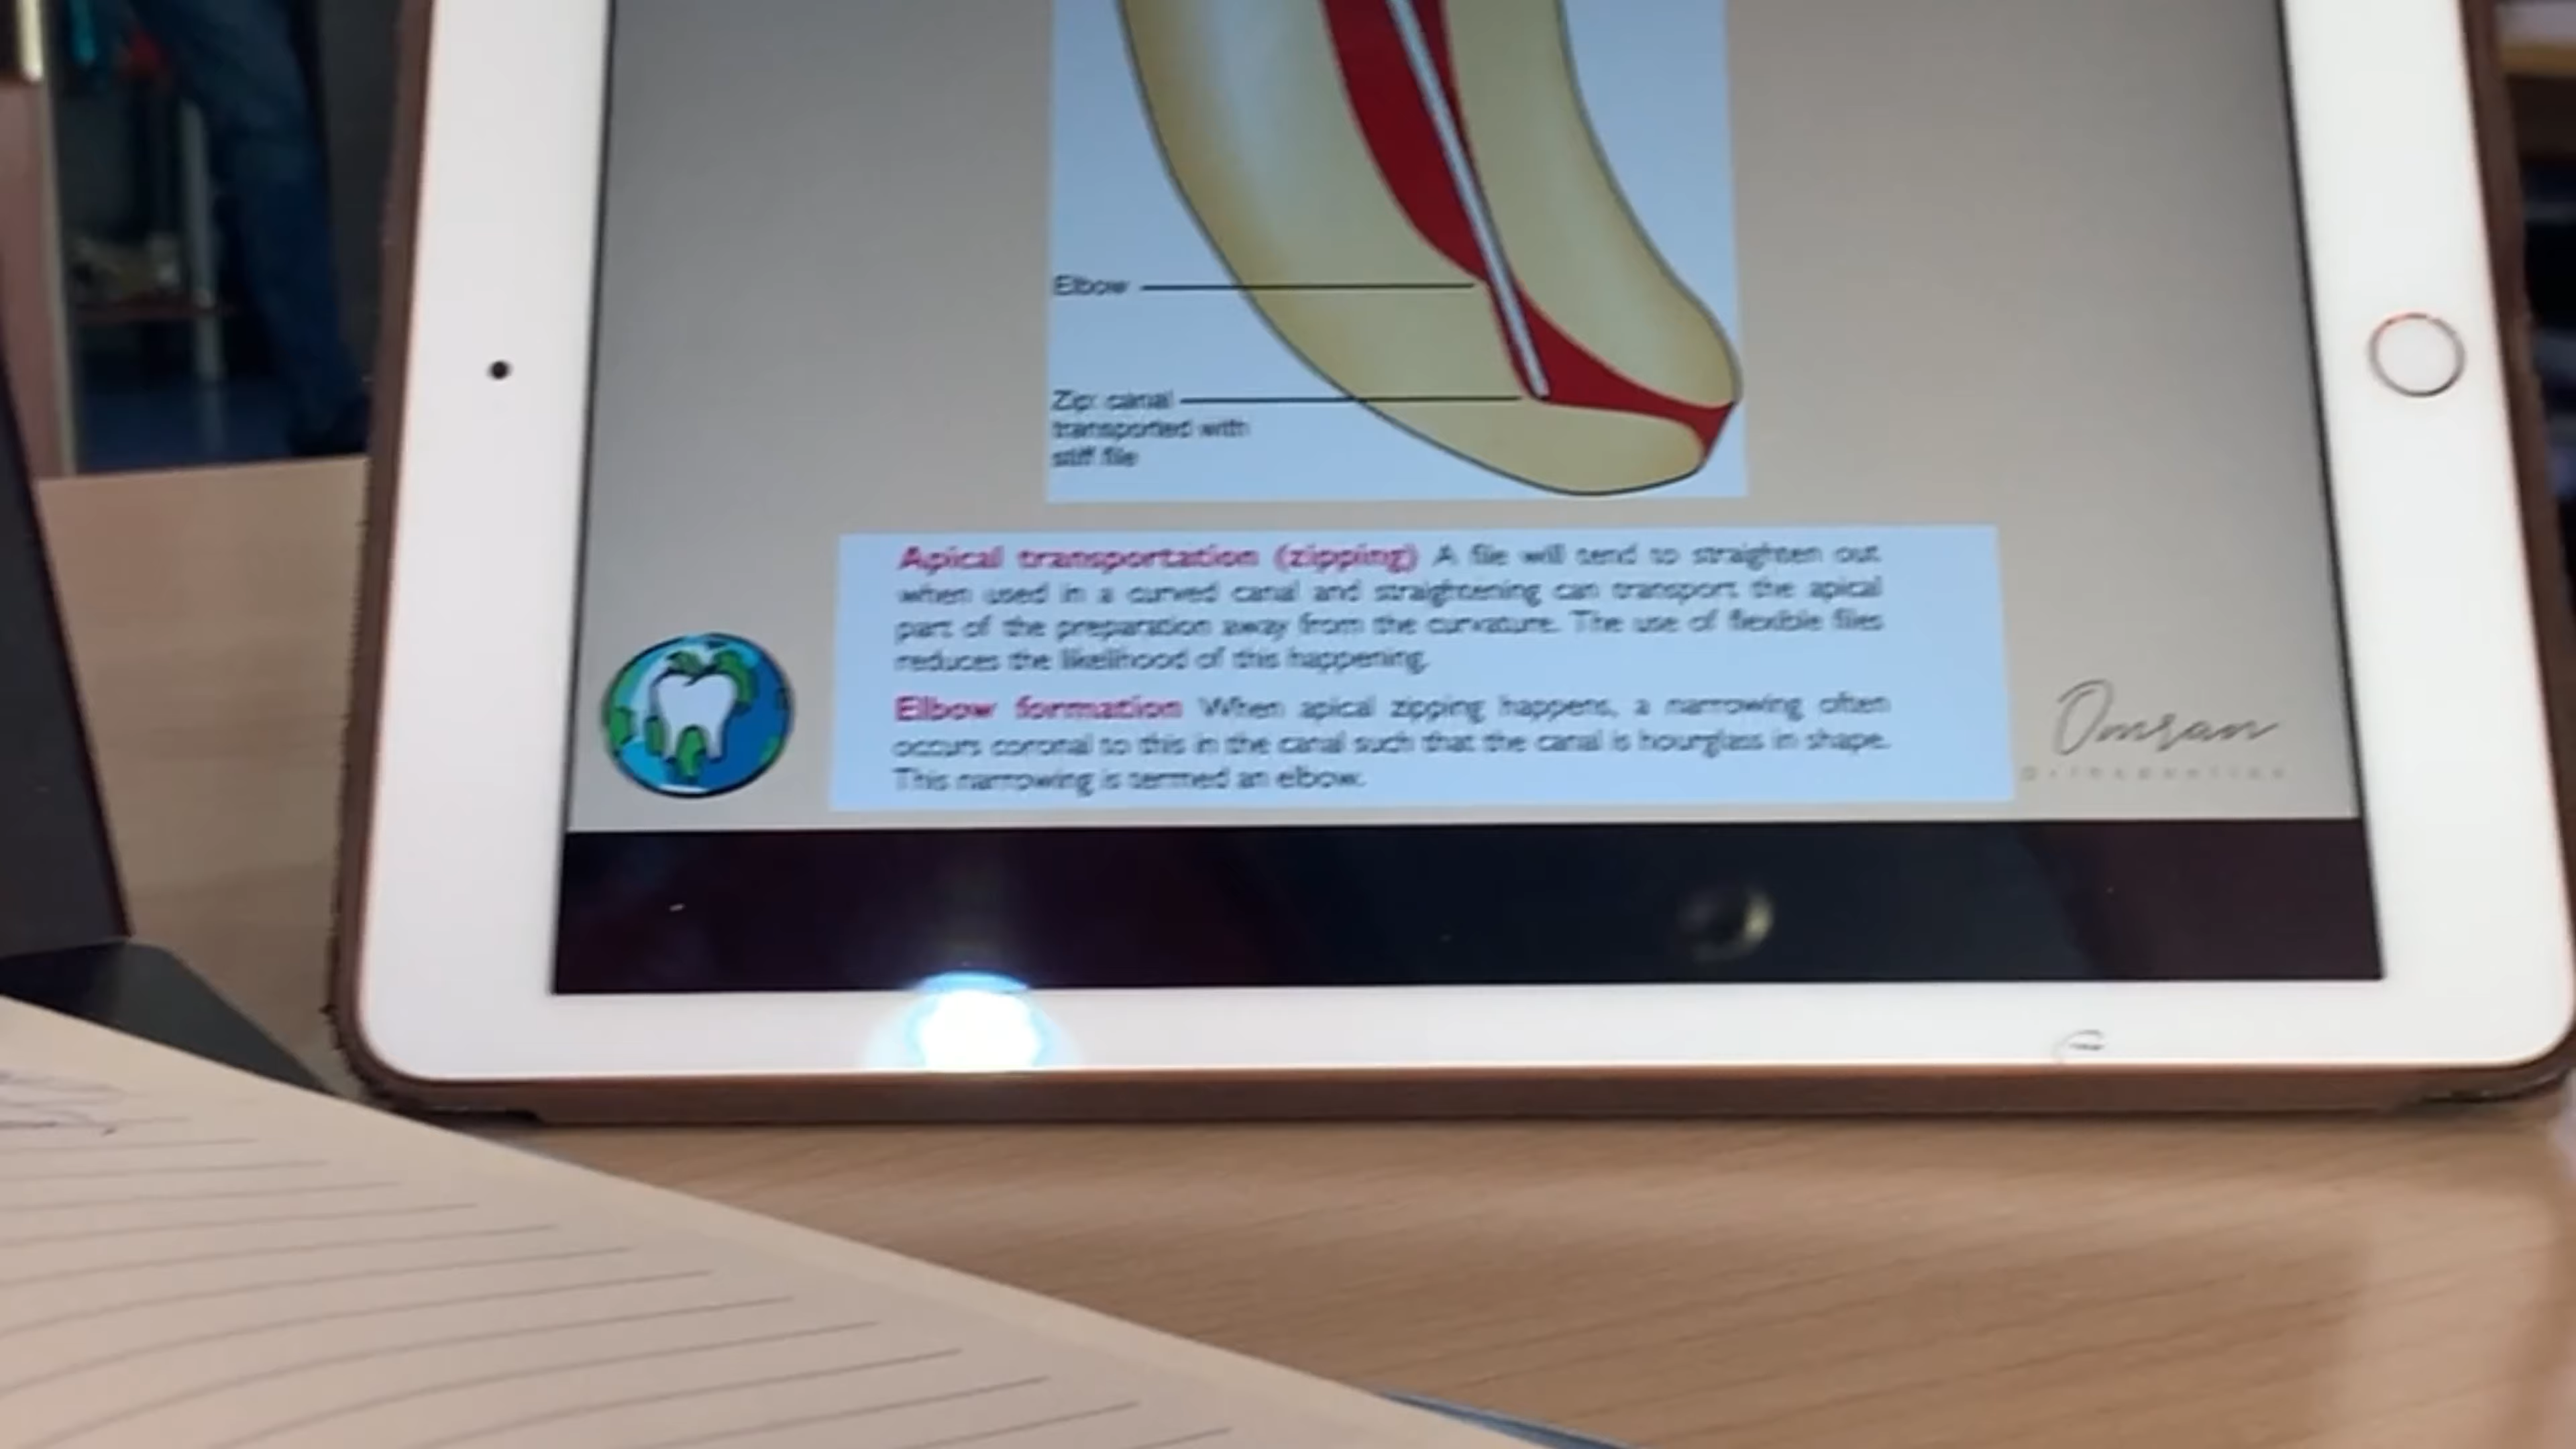 Elbow
Zip: canal
transported with
stiff file
Apical transportation (zipping) A file will tend to straighten out
when used in a curved canal and straightening can transport the apical
part of the preparation away from the curvature. The use of flexible files
reduces the likelihood of this happening.
Elbow formation When apical zipping happens, a narrowing often
occurs coronal to this in the canal such that the canal is hourglass in shape.
This narrowing is termed an elbow.
Omran
ORTHODONTICS